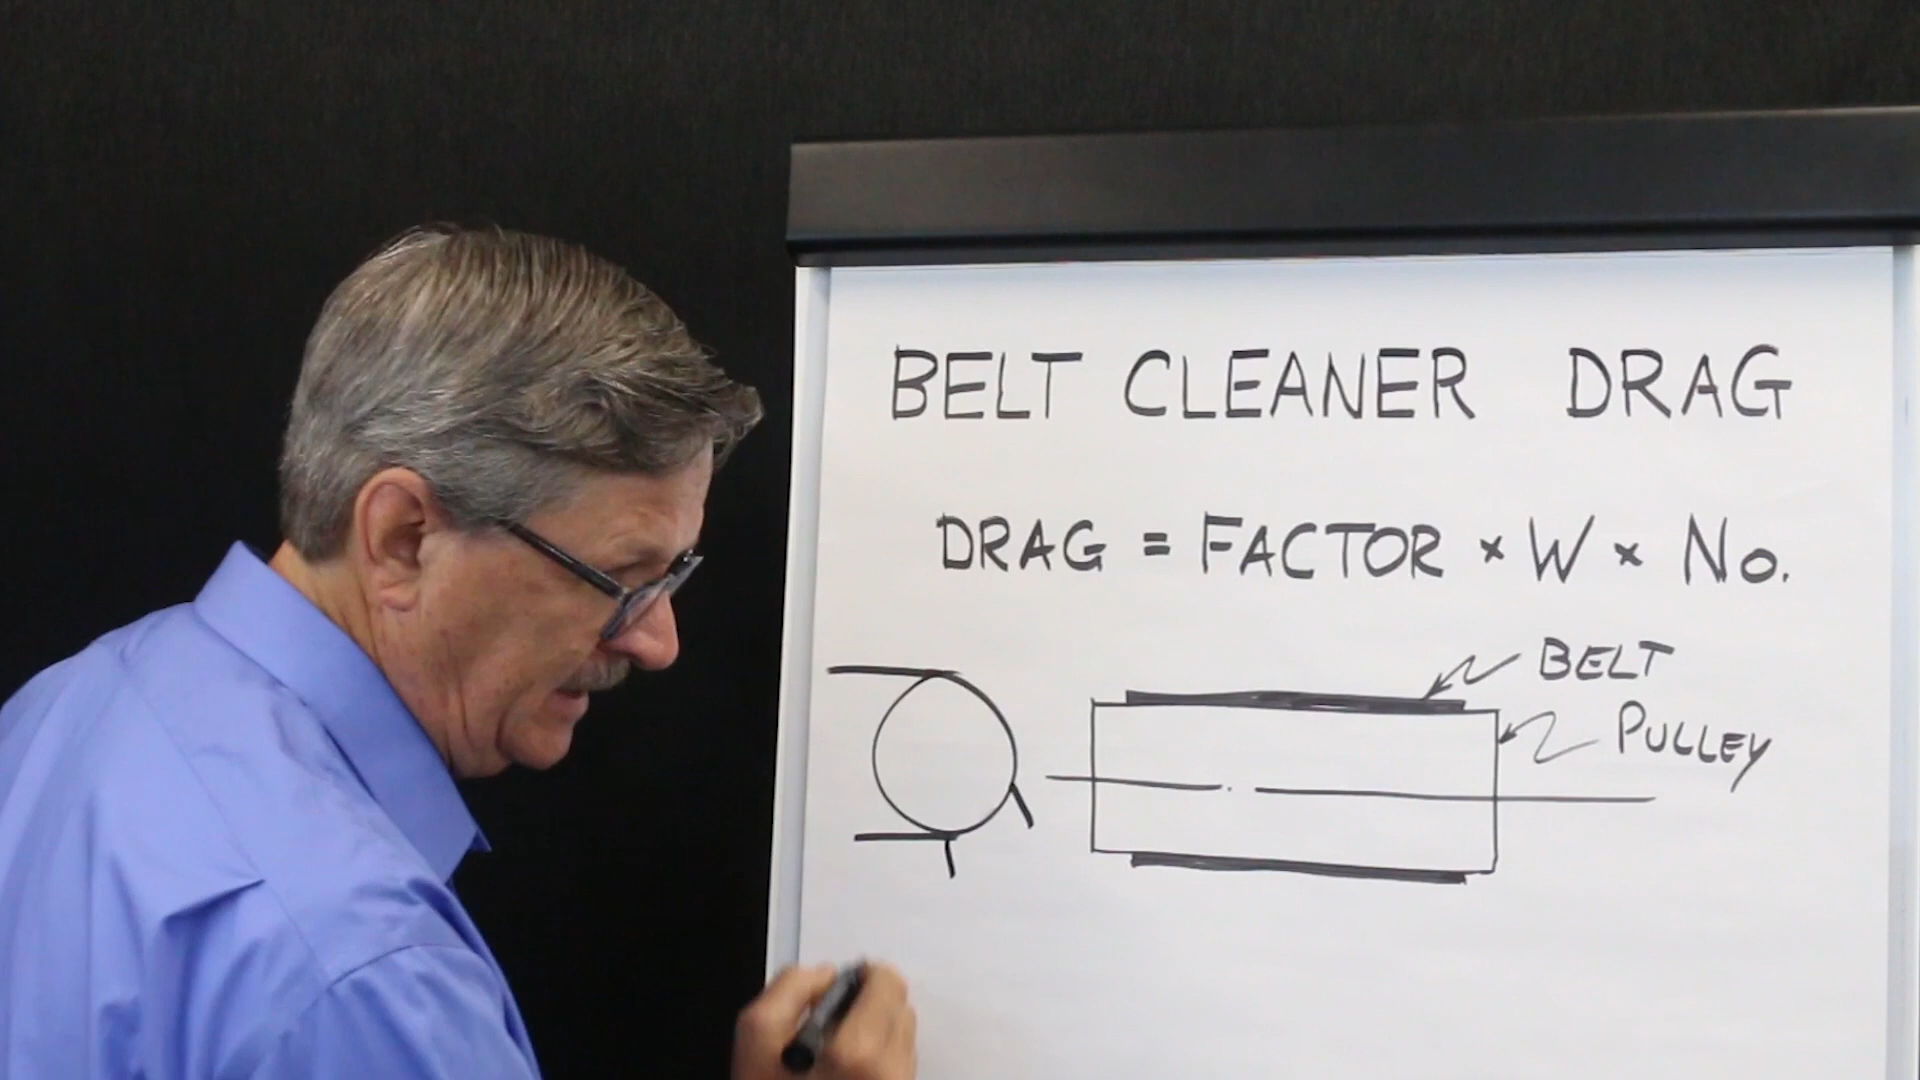 BELT CLEANER DRAG
DRAG = FACTOR × W × No.
BELT
PULLEY